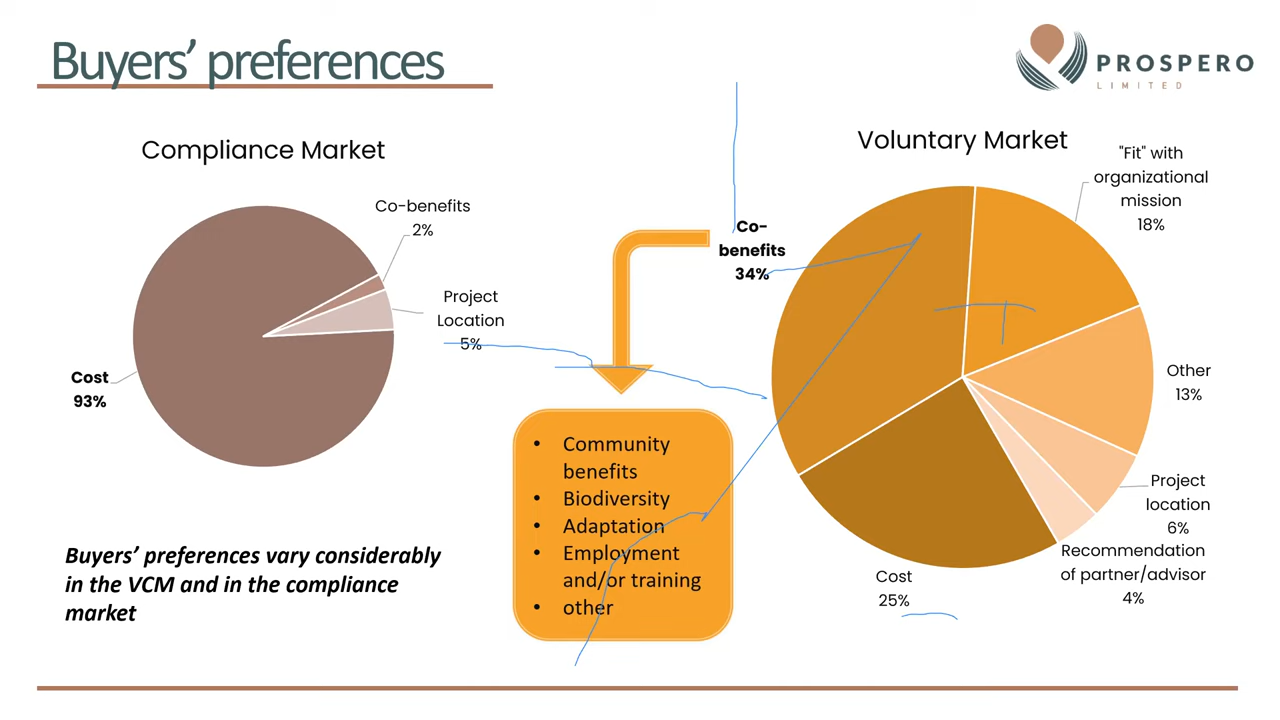 Buyers’ preferences
PROSPERO
LIMITED
Compliance Market
Co-benefits
2%
Project
Location
5%
Cost
93%
Buyers’ preferences vary considerably
in the VCM and in the compliance
market
Co-
benefits
34%
• Community
benefits
• Biodiversity
• Adaptation
• Employment
and/or training
• other
Voluntary Market
"Fit" with
organizational
mission
18%
Other
13%
Project
location
6%
Recommendation
of partner/advisor
4%
Cost
25%